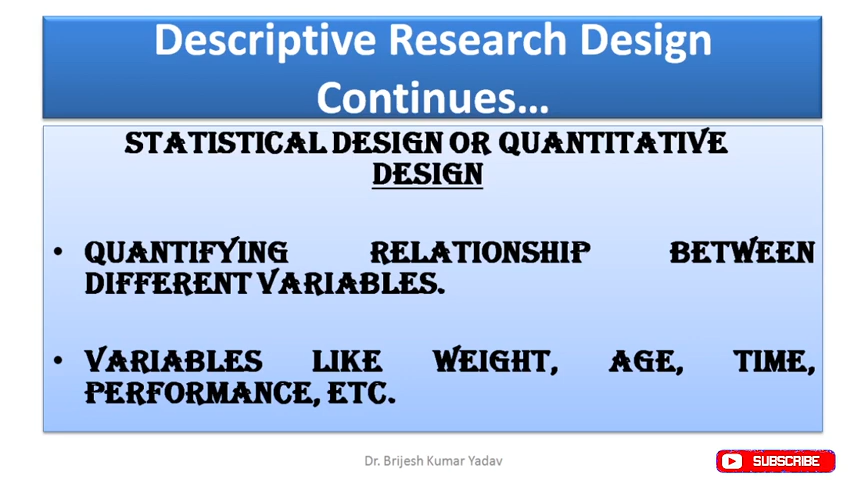 Descriptive Research Design
Continues...
STATISTICAL DESIGN OR QUANTITATIVE
DESIGN
• QUANTIFYING RELATIONSHIP BETWEEN
DIFFERENT VARIABLES.
• VARIABLES LIKE WEIGHT, AGE, TIME,
PERFORMANCE, ETC.
Dr. Brijesh Kumar Yadav
SUBSCRIBE